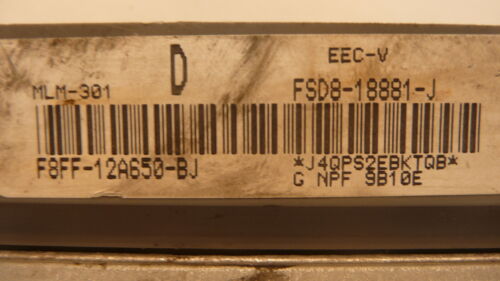 D
EEC-V
MLM-301
FSD8-18881-J
F8FF-12A650-BJ
*J4QPS2EBKTQB*
G NPF 9B10E